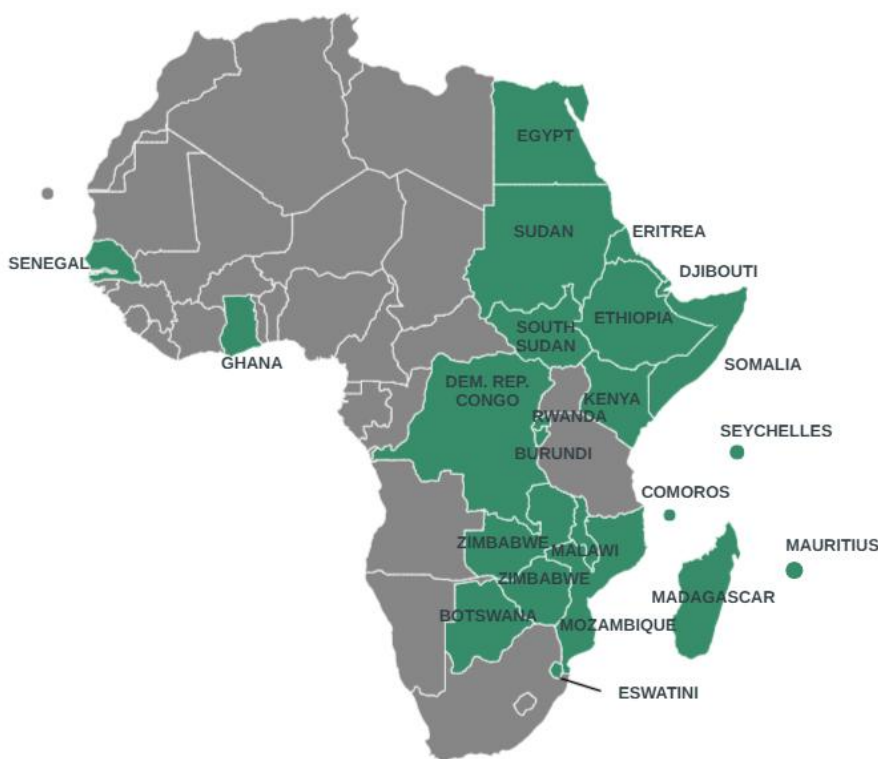 EGYPT
SUDAN
ERITREA
SENEGAL
DJIBOUTI
ETHIOPIA
SOUTH
SUDAN
GHANA
SOMALIA
DEM. REP.
CONGO
KENYA
RWANDA
SEYCHELLES
BURUNDI
COMOROS
ZIMBABWE
MALAWI
MAURITIUS
ZIMBABWE
MADAGASCAR
BOTSWANA
MOZAMBIQUE
ESWATINI